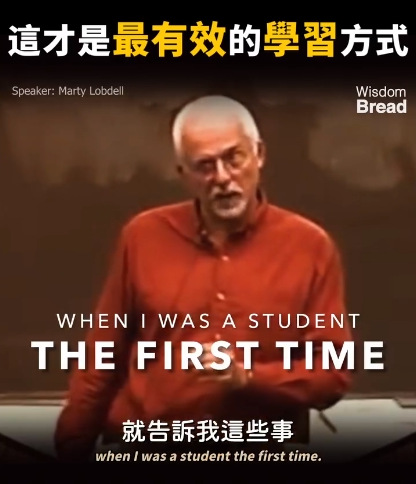 這才是最有效的學習方式
Speaker: Marty Lobdell
Wisdom
Bread
WHEN I WAS A STUDENT
THE FIRST TIME
就告訴我這些事
when I was a student the first time.